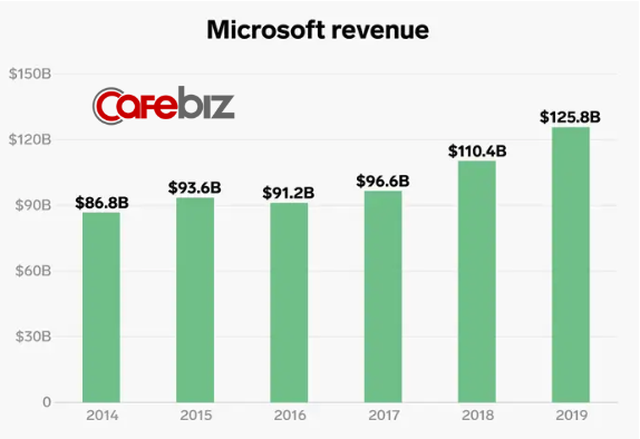 Microsoft revenue
$150B
CafeBiz
$120B
$90B
$60B
$30B
0
$86.8B
$93.6B
$91.2B
$96.6B
$110.4B
$125.8B
2014
2015
2016
2017
2018
2019